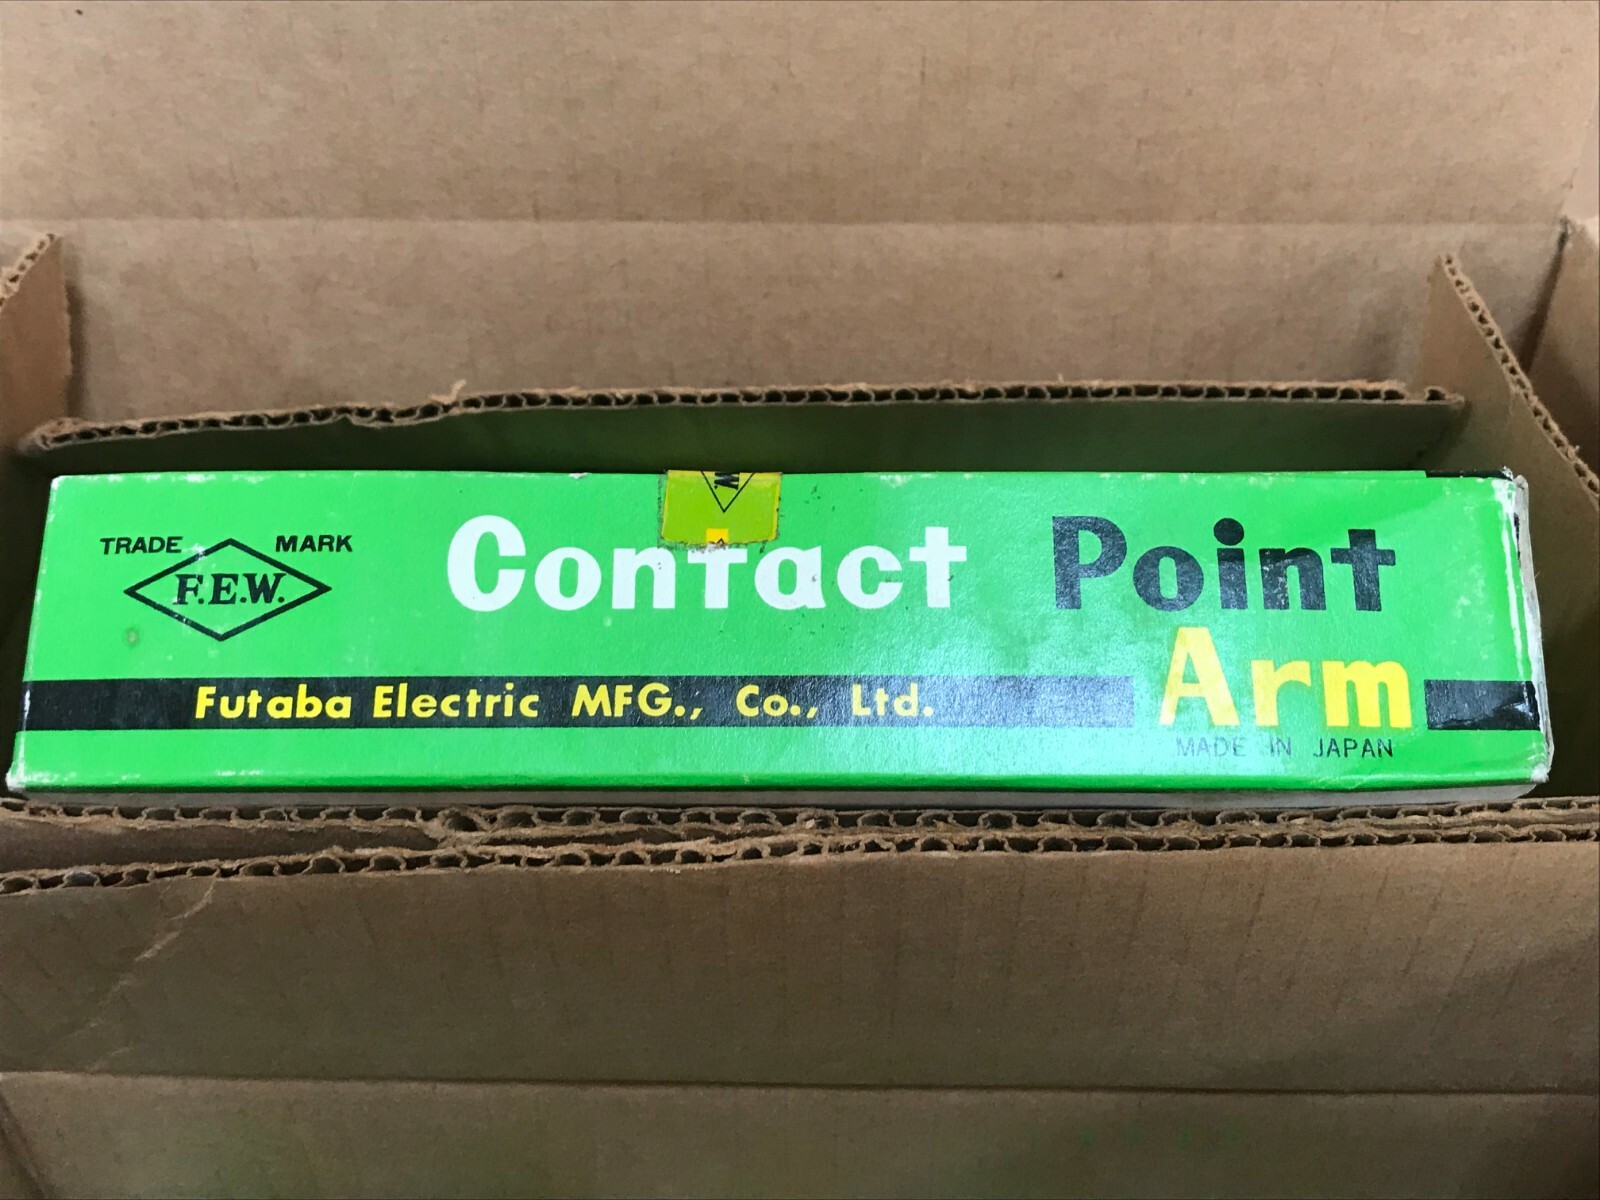 TRADE MARK
F.E.W.
Contact Point
Arm
Futaba Electric MFG., Co., Ltd.
MADE IN JAPAN
W.